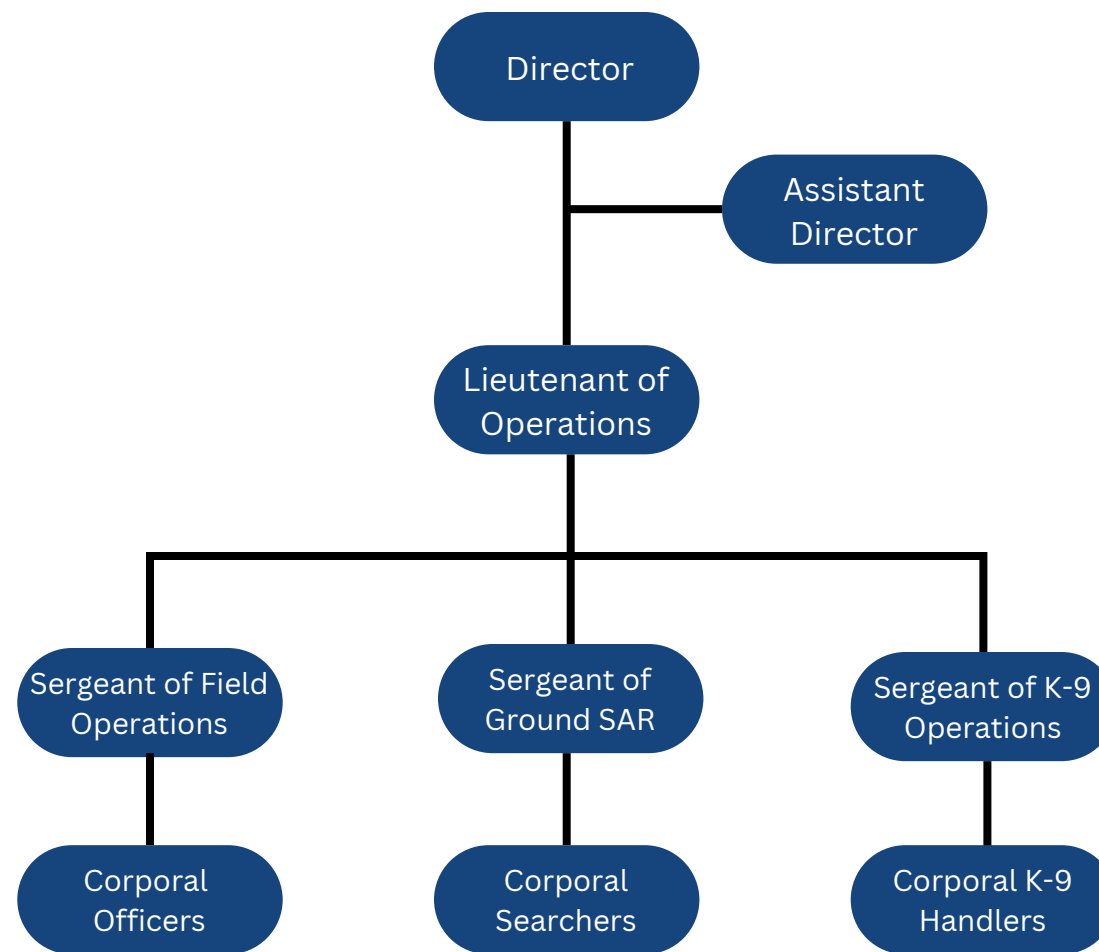 Director
Assistant
Director
Lieutenant of
Operations
Sergeant of Field
Operations
Sergeant of
Ground SAR
Sergeant of K-9
Operations
Corporal
Officers
Corporal
Searchers
Corporal K-9
Handlers